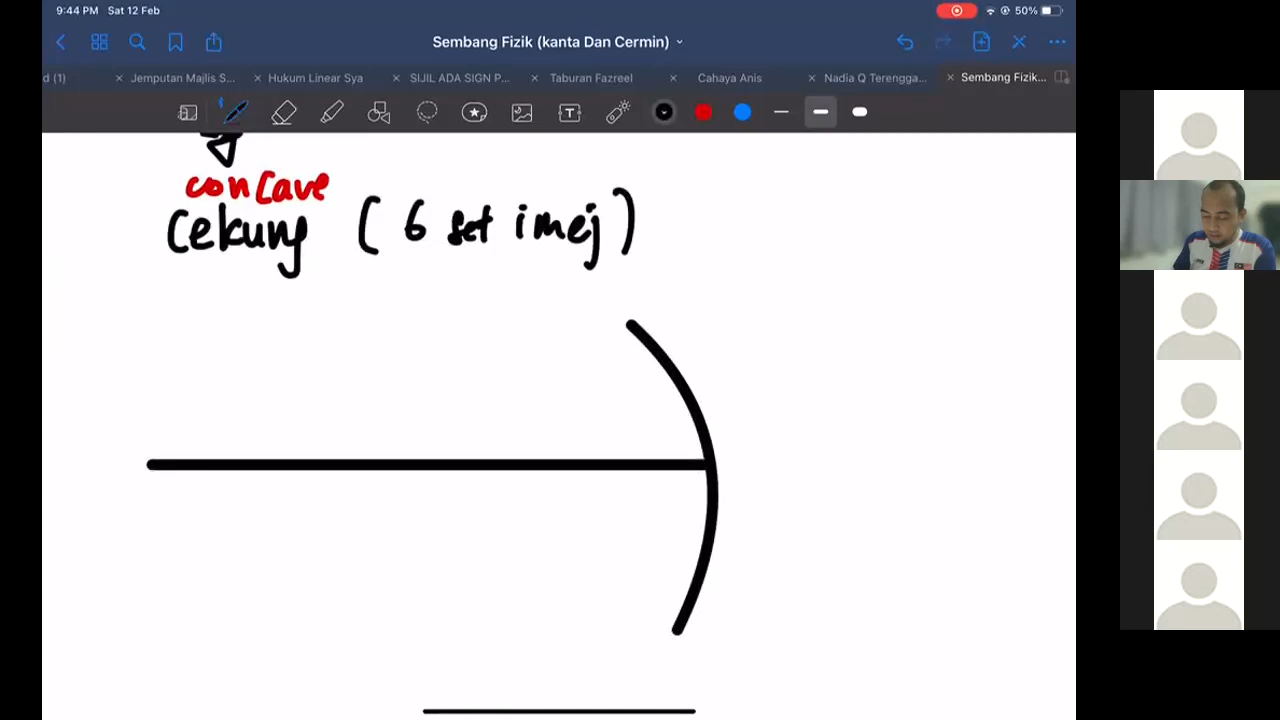 9:44 PM Sat 12 Feb
50%
Sembang Fizik (kanta Dan Cermin)
d (1)
Jemputan Majlis S...
Hukum Linear Sya
SIJIL ADA SIGN P...
Taburan Fazreel
Cahaya Anis
Nadia Q Terengga...
Sembang Fizik...
concave
Cekung ( 6 set imej )